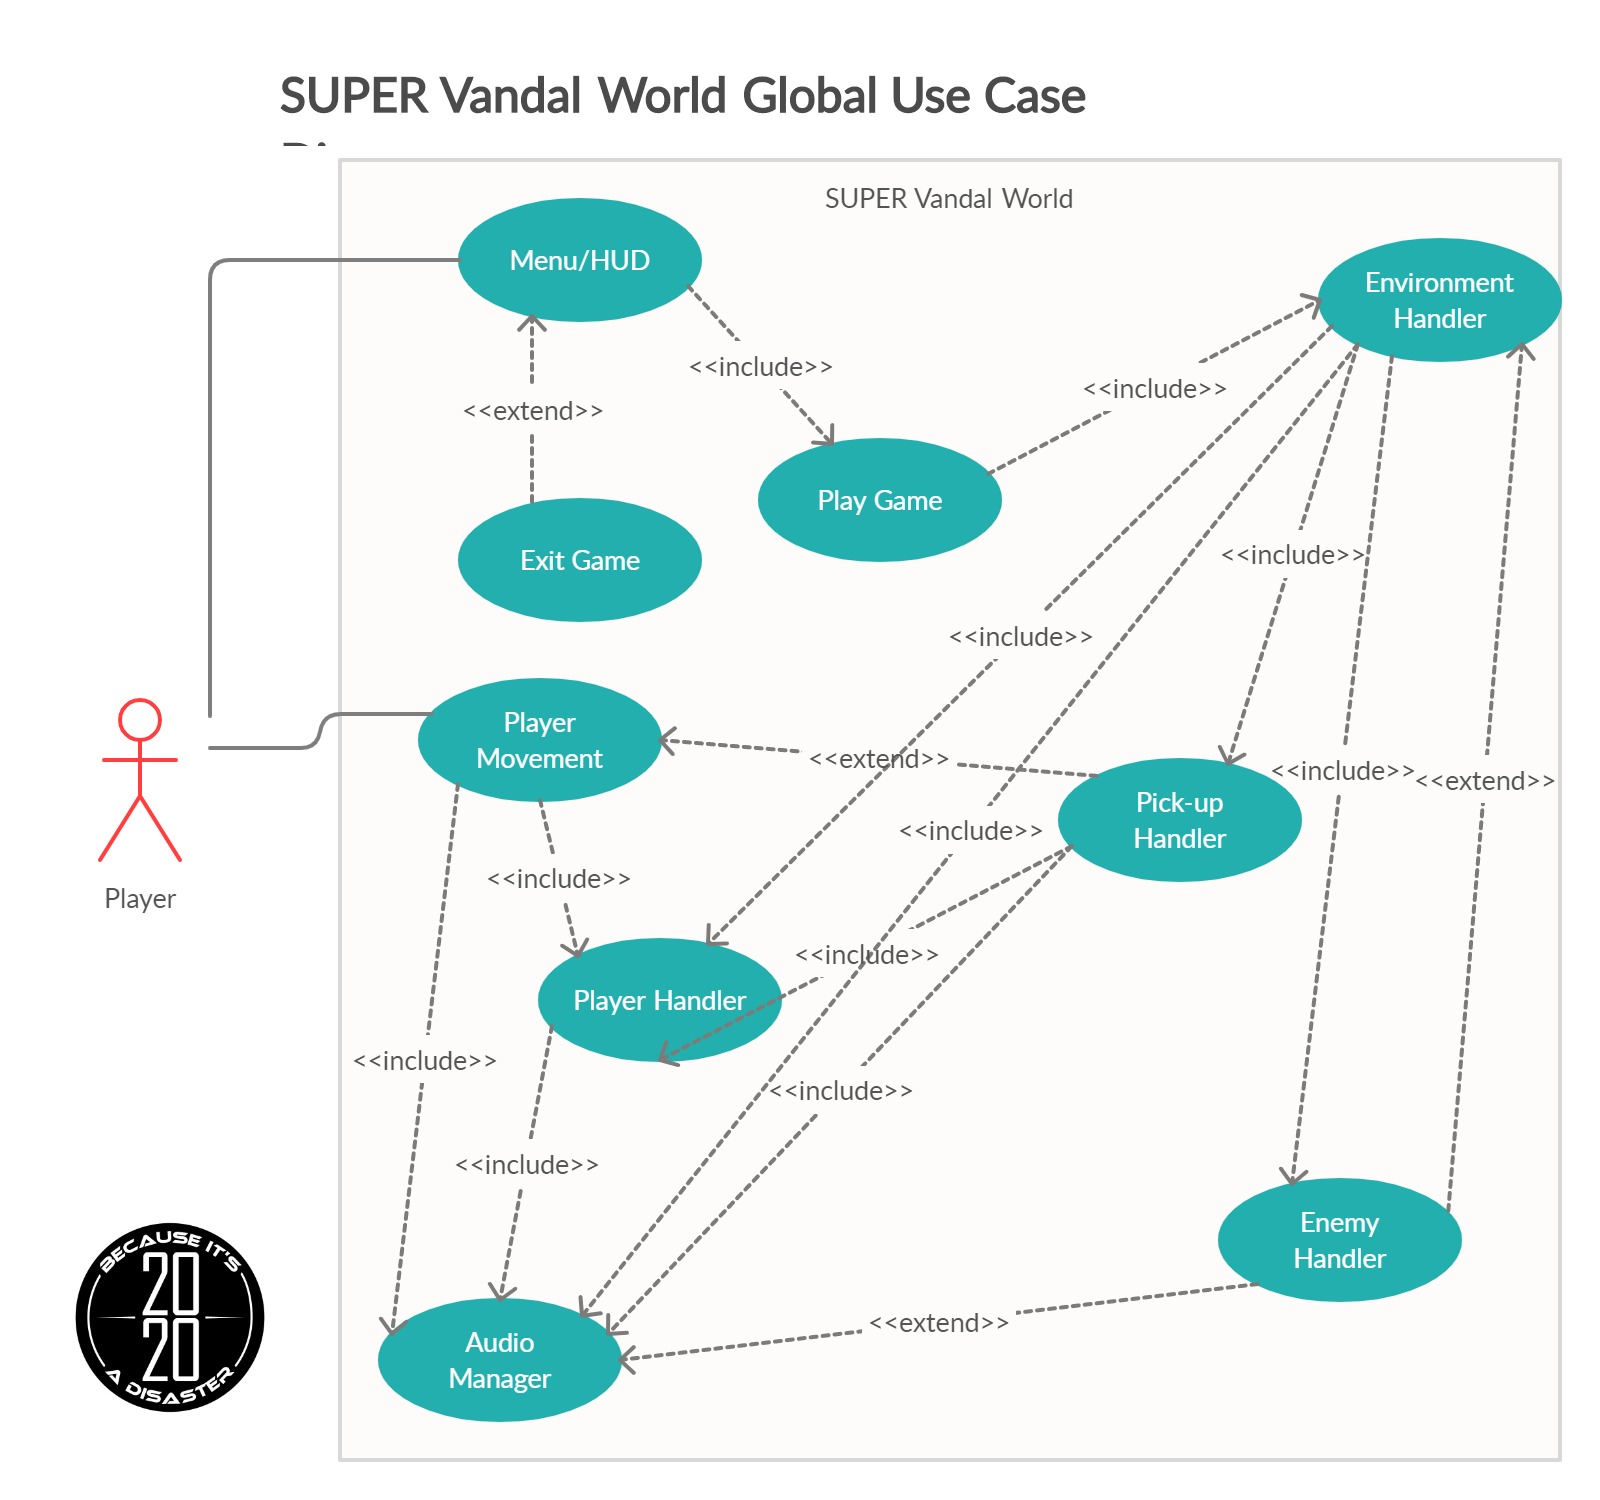 SUPER Vandal World Global Use Case
SUPER Vandal World
Menu/HUD
Environment
Handler
<<include>>
<<include>>
<<extend>>
Play Game
Exit Game
<<include>>
<<include>>
Player
Movement
<<extend>>
<<include>>
<<extend>>
Pick-up
Handler
<<include>>
<<include>>
Player
<<include>>
Player Handler
<<include>>
<<include>>
<<include>>
Enemy
Handler
BECAUSE IT'S
20
20
A DISASTER
<<extend>>
Audio
Manager